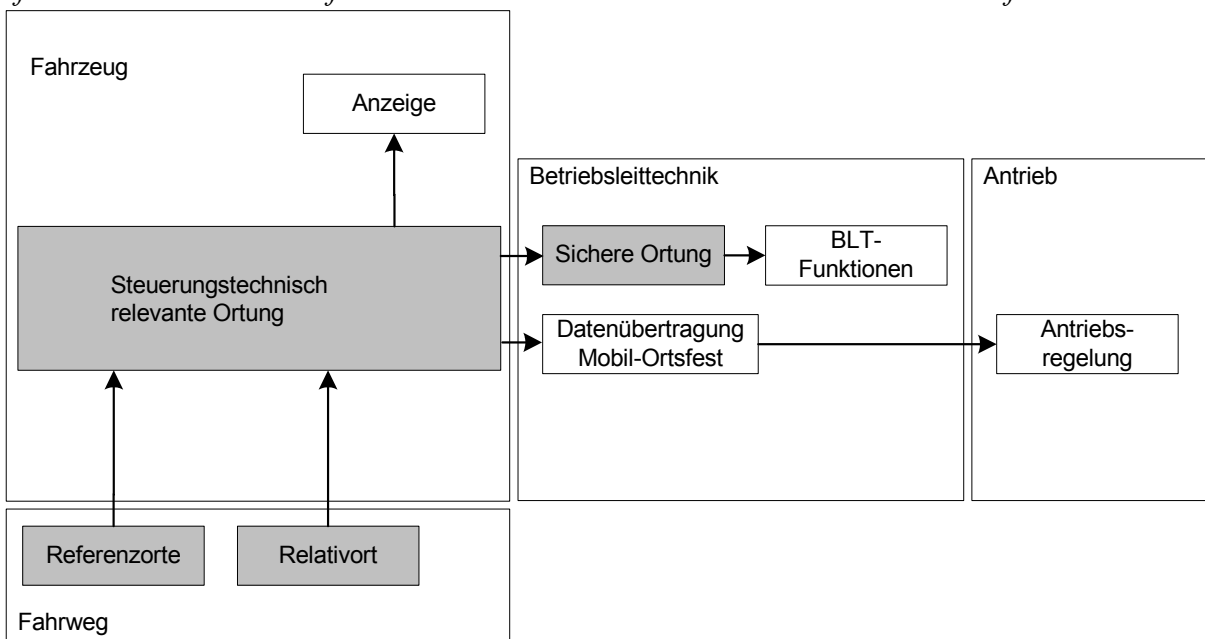 Fahrzeug
Anzeige
Betriebsleittechnik
Antrieb
Steuerungstechnisch
relevante Ortung
Sichere Ortung
BLT-
Funktionen
Datenübertragung
Mobil-Ortsfest
Antriebs-
regelung
Referenzorte
Relativort
Fahrweg